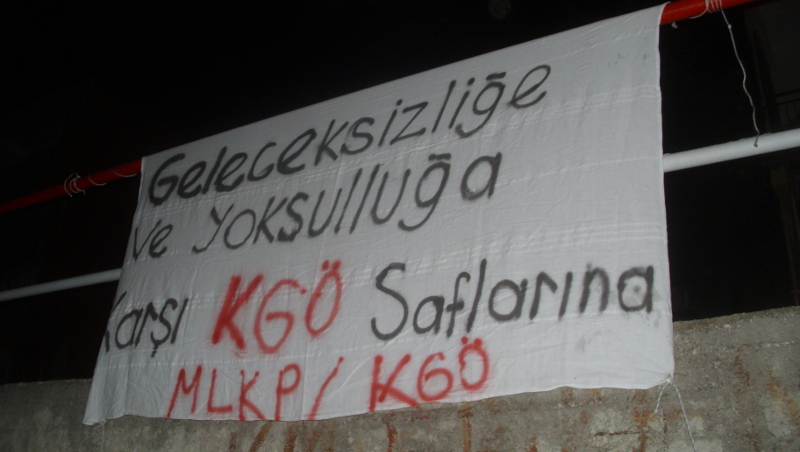 Geleceksizliğe
ve yoksulluğa
Karşı KGÖ Saflarına
MLKP/KGÖ